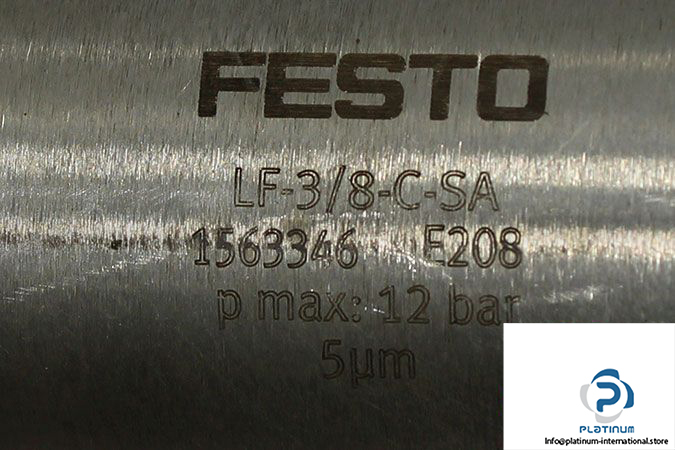 FESTO
LF-3/8-C-SA
1563346 E208
p max: 12 bar
5µm
PLATINUM
Info@platinum-international.store